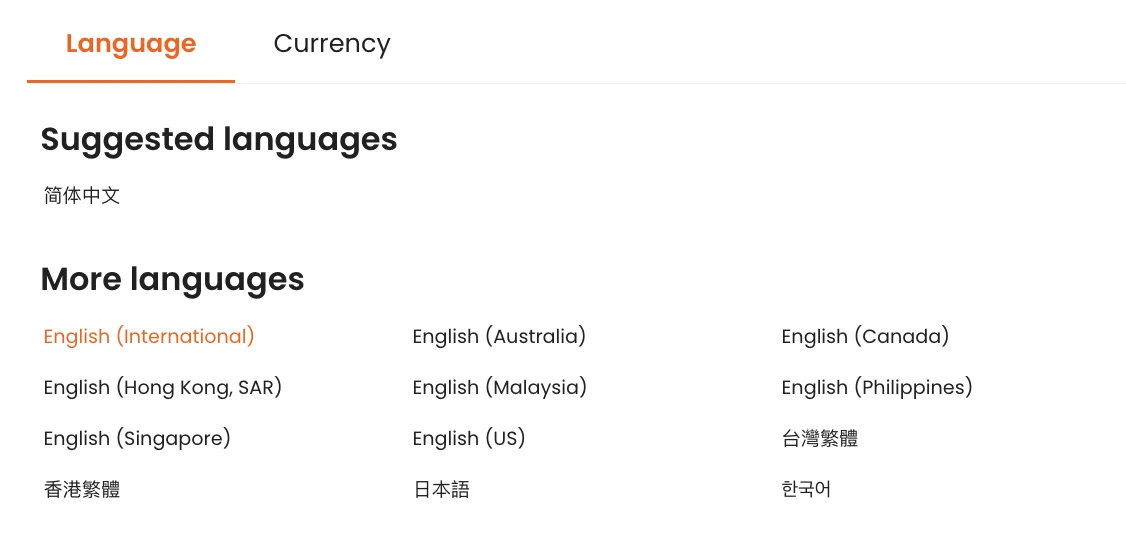 Language Currency
Suggested languages
简体中文
More languages
English (International) English (Australia) English (Canada)
English (Hong Kong, SAR) English (Malaysia) English (Philippines)
English (Singapore) English (US) 台灣繁體
香港繁體 日本語 한국어